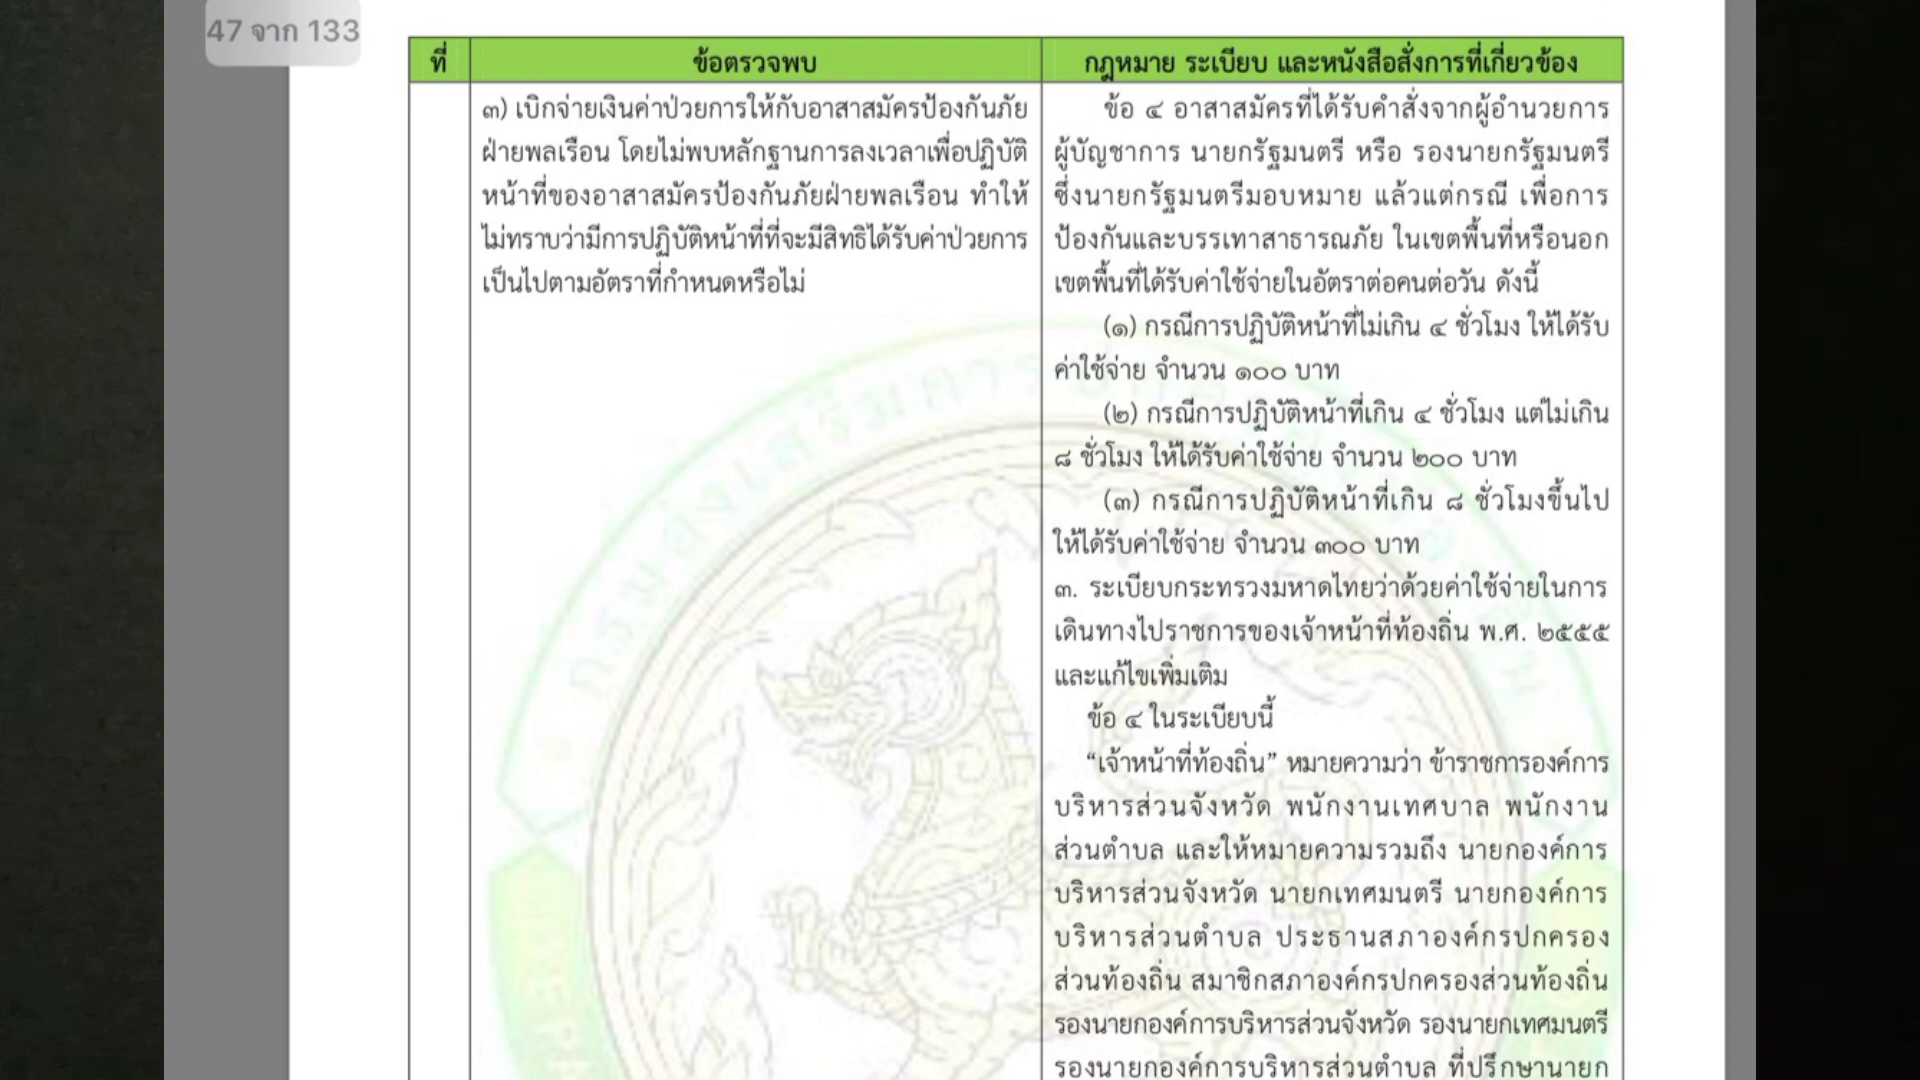 47 จาก 133
ที่
ข้อตรวจพบ
กฎหมาย ระเบียบ และหนังสือสั่งการที่เกี่ยวข้อง
๓) เบิกจ่ายเงินค่าป่วยการให้กับอาสาสมัครป้องกันภัย
ฝ่ายพลเรือน โดยไม่พบหลักฐานการลงเวลาเพื่อปฏิบัติ
หน้าที่ของอาสาสมัครป้องกันภัยฝ่ายพลเรือน ทำให้
ไม่ทราบว่ามีการปฏิบัติหน้าที่ที่จะมีสิทธิได้รับค่าป่วยการ
เป็นไปตามอัตราที่กำหนดหรือไม่
ข้อ ๔ อาสาสมัครที่ได้รับคำสั่งจากผู้อำนวยการ
ผู้บัญชาการ นายกรัฐมนตรี หรือ รองนายกรัฐมนตรี
ซึ่งนายกรัฐมนตรีมอบหมาย แล้วแต่กรณี เพื่อการ
ป้องกันและบรรเทาสาธารณภัย ในเขตพื้นที่หรือนอก
เขตพื้นที่ได้รับค่าใช้จ่ายในอัตราต่อคนต่อวัน ดังนี้
(๑) กรณีการปฏิบัติหน้าที่ไม่เกิน ๔ ชั่วโมง ให้ได้รับ
ค่าใช้จ่าย จำนวน ๑๐๐ บาท
(๒) กรณีการปฏิบัติหน้าที่เกิน ๔ ชั่วโมง แต่ไม่เกิน
๘ ชั่วโมง ให้ได้รับค่าใช้จ่าย จำนวน ๒๐๐ บาท
(๓) กรณีการปฏิบัติหน้าที่เกิน ๘ ชั่วโมงขึ้นไป
ให้ได้รับค่าใช้จ่าย จำนวน ๓๐๐ บาท
๓. ระเบียบกระทรวงมหาดไทยว่าด้วยค่าใช้จ่ายในการ
เดินทางไปราชการของเจ้าหน้าที่ท้องถิ่น พ.ศ. ๒๕๕๕
และแก้ไขเพิ่มเติม
ข้อ ๔ ในระเบียบนี้
“เจ้าหน้าที่ท้องถิ่น” หมายความว่า ข้าราชการองค์การ
บริหารส่วนจังหวัด พนักงานเทศบาล พนักงาน
ส่วนตำบล และให้หมายความรวมถึง นายกองค์การ
บริหารส่วนจังหวัด นายกเทศมนตรี นายกองค์การ
บริหารส่วนตำบล ประธานสภาองค์กรปกครอง
ส่วนท้องถิ่น สมาชิกสภาองค์กรปกครองส่วนท้องถิ่น
รองนายกองค์การบริหารส่วนจังหวัด รองนายกเทศมนตรี
รองนายกองค์การบริหารส่วนตำบล ที่ปรึกษานายก